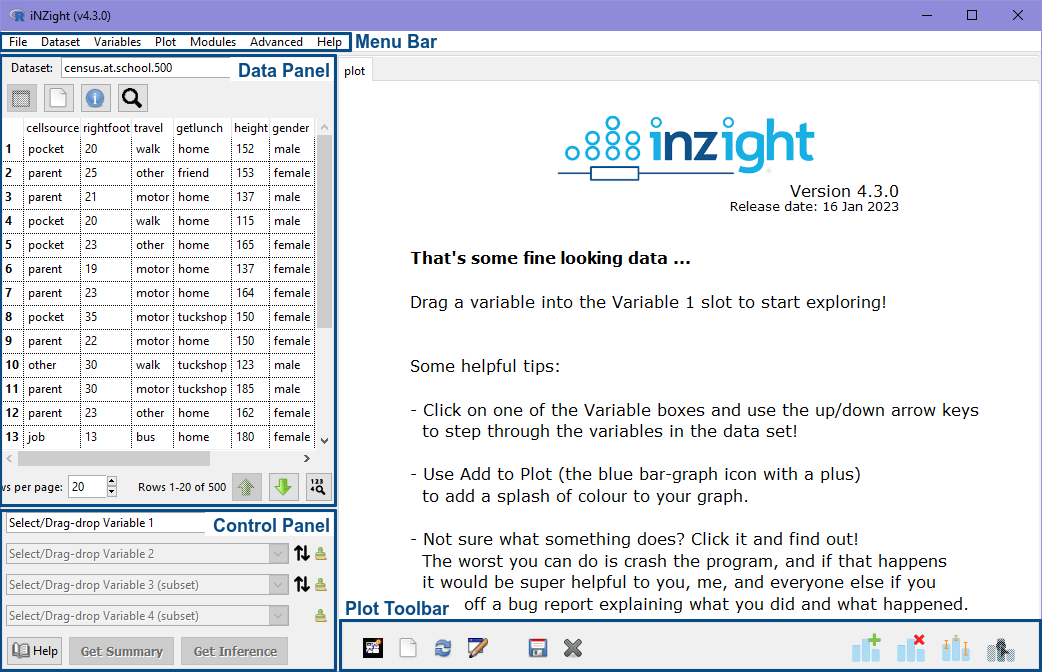 iNZight (v4.3.0)
File Dataset Variables Plot Modules Advanced Help Menu Bar
Dataset: census.at.school.500 Data Panel
cellsource rightfoot travel getlunch height gender
1 pocket 20 walk home 152 male
2 parent 25 other friend 153 female
3 parent 21 motor home 137 male
4 pocket 20 walk home 115 male
5 pocket 23 other home 165 female
6 parent 19 motor home 137 female
7 parent 23 motor home 164 female
8 pocket 35 motor tuckshop 150 female
9 parent 22 motor home 150 female
10 other 30 walk tuckshop 123 male
11 parent 30 motor tuckshop 185 male
12 parent 23 other home 162 female
13 job 13 bus home 180 female
vs per page: 20 Rows 1-20 of 500 123
4
Select/Drag-drop Variable 1 Control Panel
Select/Drag-drop Variable 2
Select/Drag-drop Variable 3 (subset)
Select/Drag-drop Variable 4 (subset)
Help Get Summary Get Inference
plot
inzight
Version 4.3.0
Release date: 16 Jan 2023
That's some fine looking data ...
Drag a variable into the Variable 1 slot to start exploring!
Some helpful tips:
- Click on one of the Variable boxes and use the up/down arrow keys
to step through the variables in the data set!
- Use Add to Plot (the blue bar-graph icon with a plus)
to add a splash of colour to your graph.
- Not sure what something does? Click it and find out!
The worst you can do is crash the program, and if that happens
it would be super helpful to you, me, and everyone else if you
Plot Toolbar off a bug report explaining what you did and what happened.